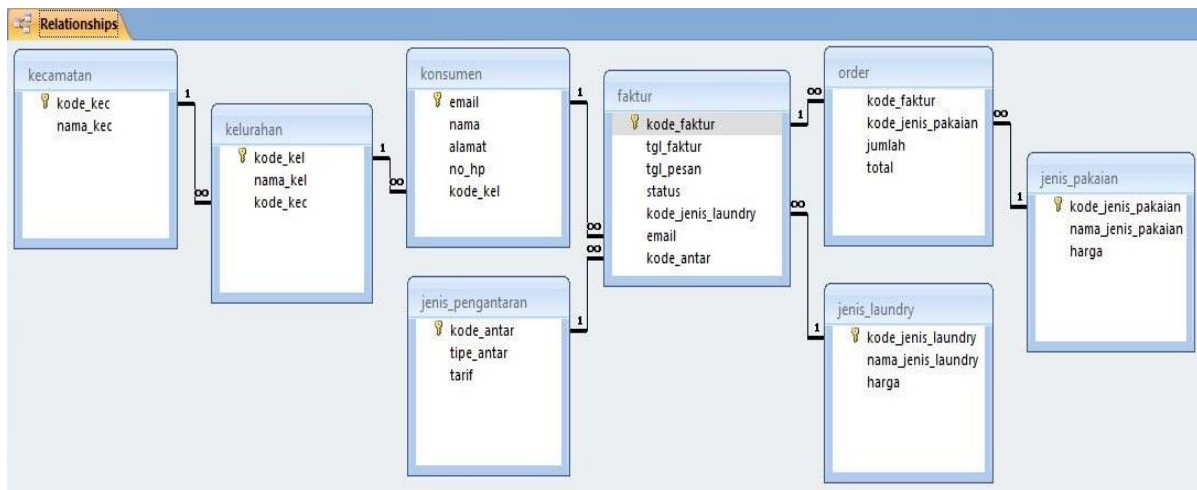 Relationships
kecamatan
kode_kec
nama_kec
1
∞
kelurahan
kode_kel
nama_kel
kode_kec
1
∞
konsumen
email
nama
alamat
no_hp
kode_kel
1
∞
jenis_pengantaran
kode_antar
tipe_antar
tarif
1
∞
faktur
kode_faktur
tgl_faktur
tgl_pesan
status
kode_jenis_laundry
email
kode_antar
1
∞
∞
order
kode_faktur
kode_jenis_pakaian
jumlah
total
∞
1
jenis_laundry
kode_jenis_laundry
nama_jenis_laundry
harga
1
jenis_pakaian
kode_jenis_pakaian
nama_jenis_pakaian
harga